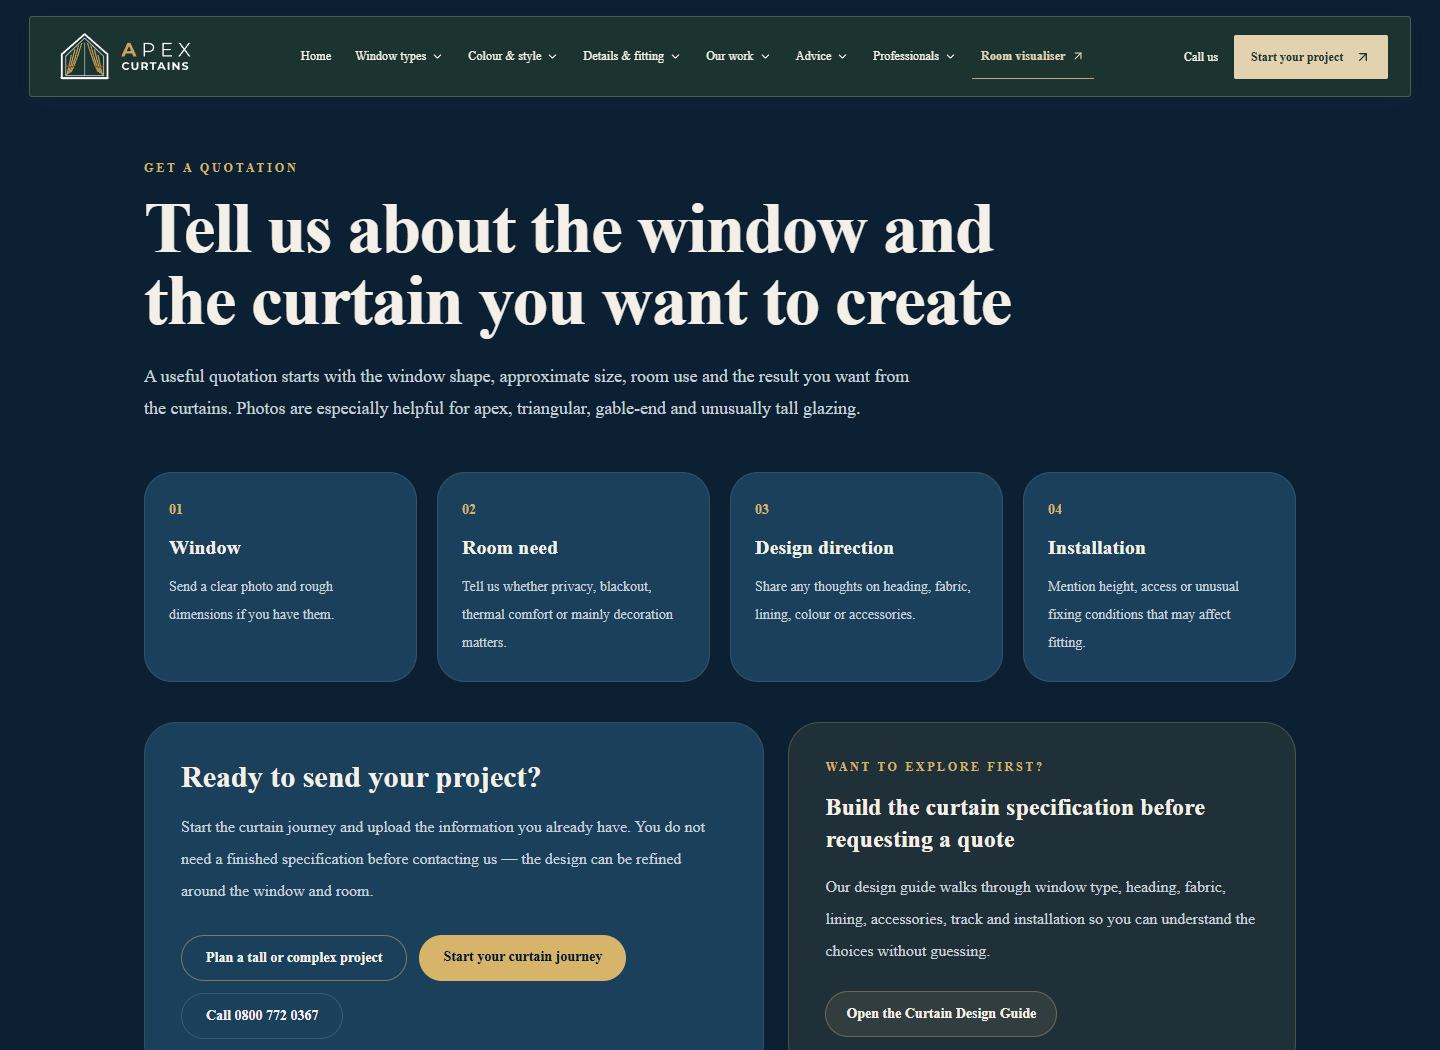 APEX
CURTAINS
Home
Window types
Colour & style
Details & fitting
Our work
Advice
Professionals
Room visualiser
Call us
Start your project
GET A QUOTATION
Tell us about the window and
the curtain you want to create
A useful quotation starts with the window shape, approximate size, room use and the result you want from
the curtains. Photos are especially helpful for apex, triangular, gable-end and unusually tall glazing.
01
Window
Send a clear photo and rough
dimensions if you have them.
02
Room need
Tell us whether privacy, blackout,
thermal comfort or mainly decoration
matters.
03
Design direction
Share any thoughts on heading, fabric,
lining, colour or accessories.
04
Installation
Mention height, access or unusual
fixing conditions that may affect
fitting.
Ready to send your project?
Start the curtain journey and upload the information you already have. You do not
need a finished specification before contacting us — the design can be refined
around the window and room.
Plan a tall or complex project
Start your curtain journey
Call 0800 772 0367
WANT TO EXPLORE FIRST?
Build the curtain specification before
requesting a quote
Our design guide walks through window type, heading, fabric,
lining, accessories, track and installation so you can understand the
choices without guessing.
Open the Curtain Design Guide